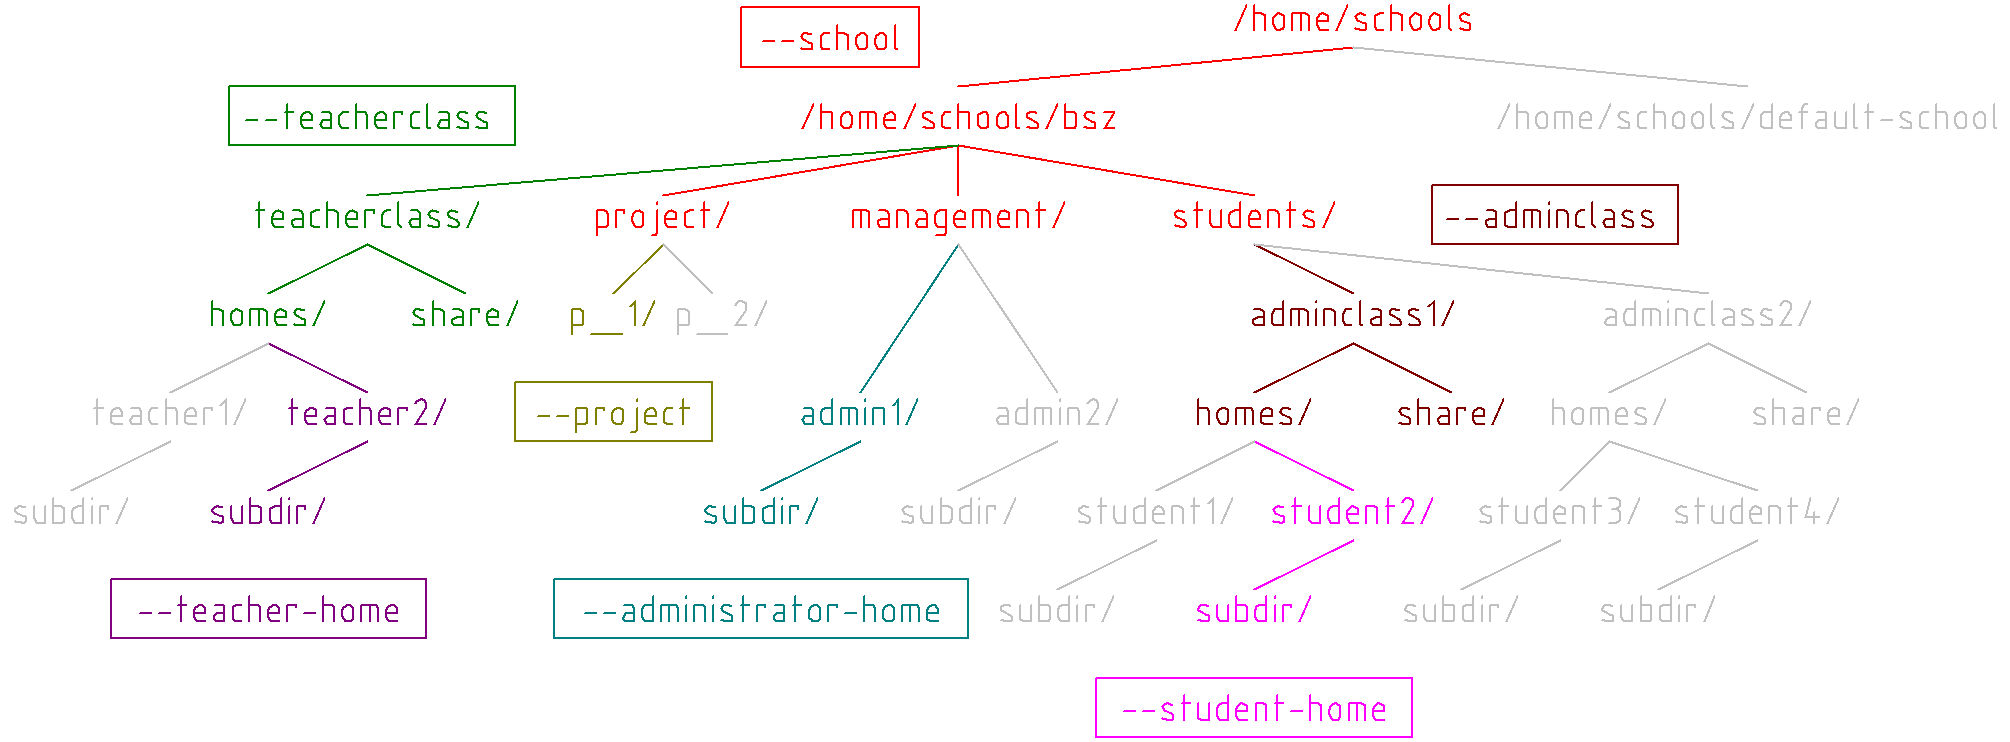 /home/schools
--school
--teacherclass
/home/schools/bsz
/home/schools/default-school
teacherclass/
project/
management/
students/
--adminclass
homes/
share/
p__1/
p__2/
adminclass1/
adminclass2/
teacher1/
teacher2/
--project
admin1/
admin2/
homes/
share/
homes/
share/
subdir/
subdir/
subdir/
subdir/
student1/
student2/
student3/
student4/
--teacher-home
--administrator-home
subdir/
subdir/
subdir/
subdir/
--student-home